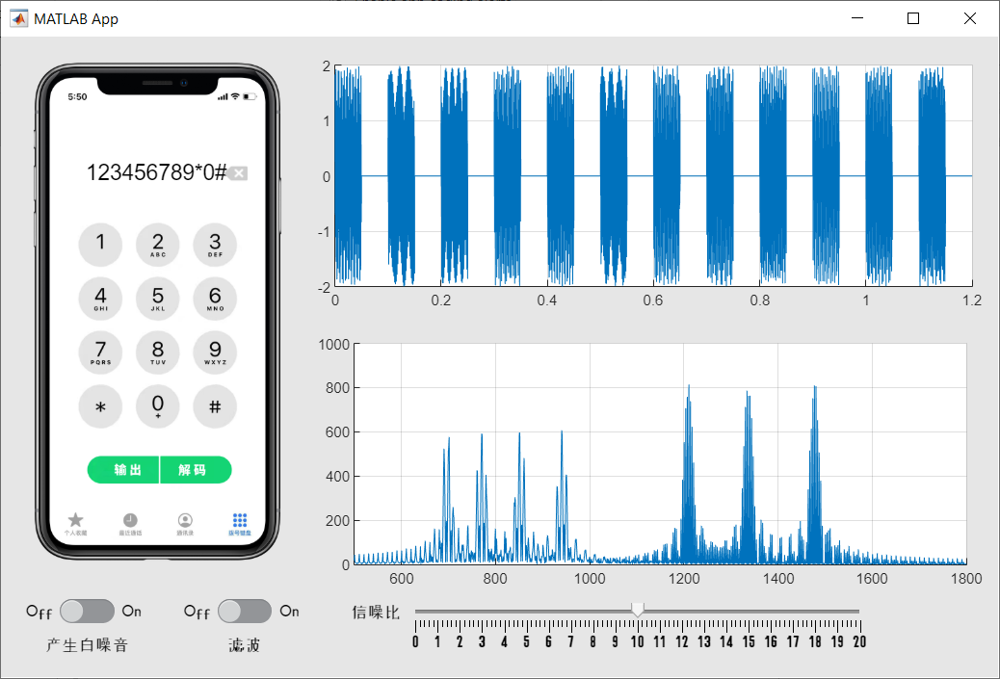 MATLAB App
5:50
123456789*0#
1
2
ABC
3
DEF
4
GHI
5
JKL
6
MNO
7
PQRS
8
TUV
9
WXYZ
*
0
+
#
输出 解码
个人收藏 最近通话 通讯录 拨号键盘
2
1
0
-1
-2
0 0.2 0.4 0.6 0.8 1 1.2
1000
800
600
400
200
0
600 800 1000 1200 1400 1600 1800
Off On
产生白噪音
Off On
滤波
信噪比
0 1 2 3 4 5 6 7 8 9 10 11 12 13 14 15 16 17 18 19 20